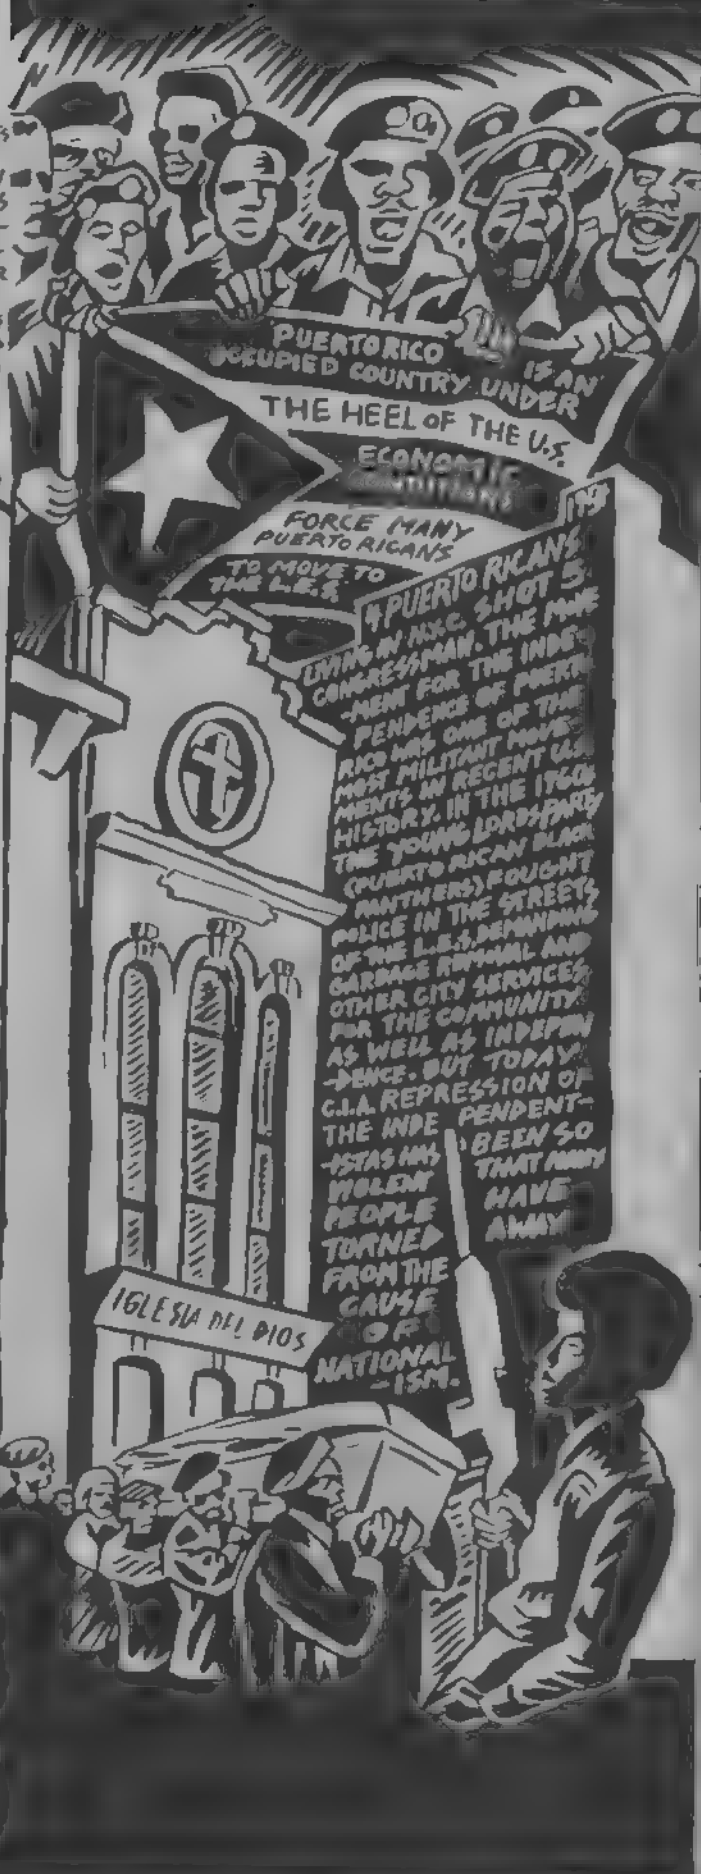 PUERTO RICO IS AN
OCCUPIED COUNTRY UNDER
THE HEEL OF THE U.S.
ECONOMIC
CONDITIONS
FORCE MANY
PUERTO RICANS
TO MOVE TO
THE L.E.S.
4 PUERTO RICANS
LIVING IN N.Y.C. SHOT 5
CONGRESSMAN. THE MOVE
-MENT FOR THE INDE
PENDENCE OF PUERTO
RICO WAS ONE OF THE
MOST MILITANT MOVE-
MENTS IN RECENT U.S.
HISTORY. IN THE 1960s
THE YOUNG LORDS PARTY
(PUERTO RICAN BLACK
PANTHERS) FOUGHT
POLICE IN THE STREETS
OF THE L.E.S. DEMANDING
GARBAGE REMOVAL AND
OTHER CITY SERVICES
FOR THE COMMUNITY
AS WELL AS INDEPEN
-DENCE. BUT TODAY
C.I.A. REPRESSION OF
THE INDE PENDENT-
-ISTAS HAS BEEN SO
VIOLENT THAT MANY
PEOPLE HAVE
TURNED AWAY
FROM THE
CAUSE
OF
NATIONAL
-ISM.
IGLESIA DEL DIOS